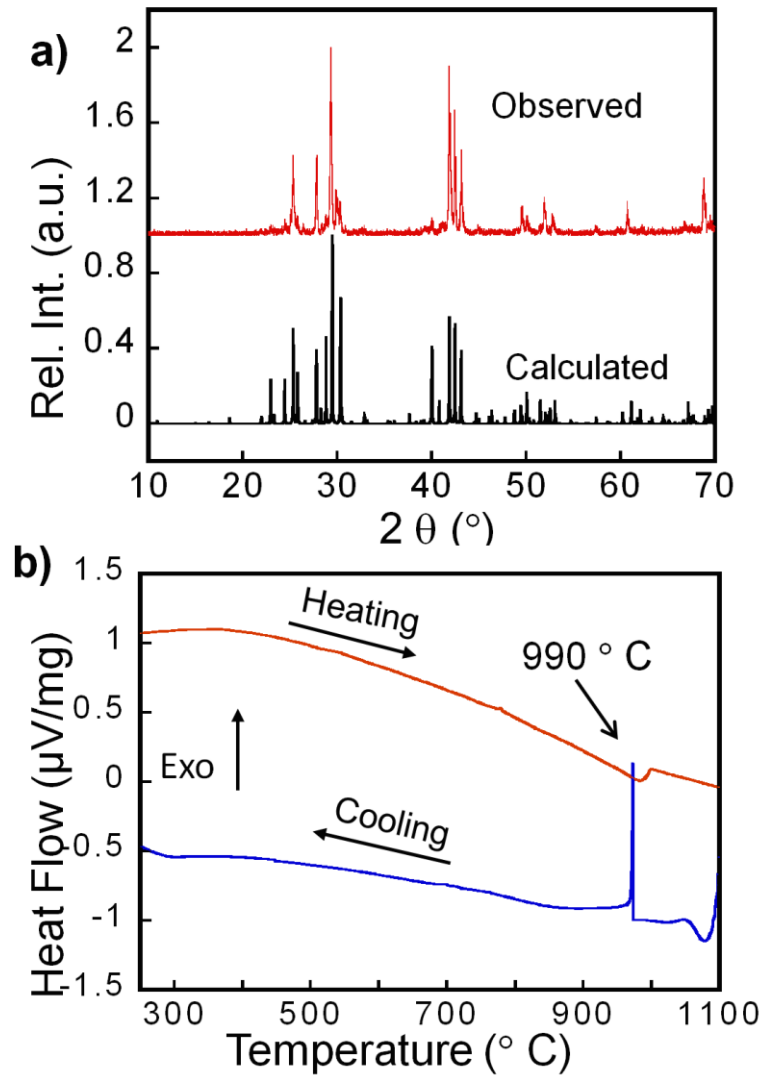 a)
2
1.6
1.2
0.8
0.4
0
Rel. Int. (a.u.)
Observed
Calculated
10 20 30 40 50 60 70
2 θ (°)
b)
1.5
1
0.5
0
-0.5
-1
-1.5
Heat Flow (μV/mg)
Heating
990 ° C
Exo
Cooling
300 500 700 900 1100
Temperature (° C)